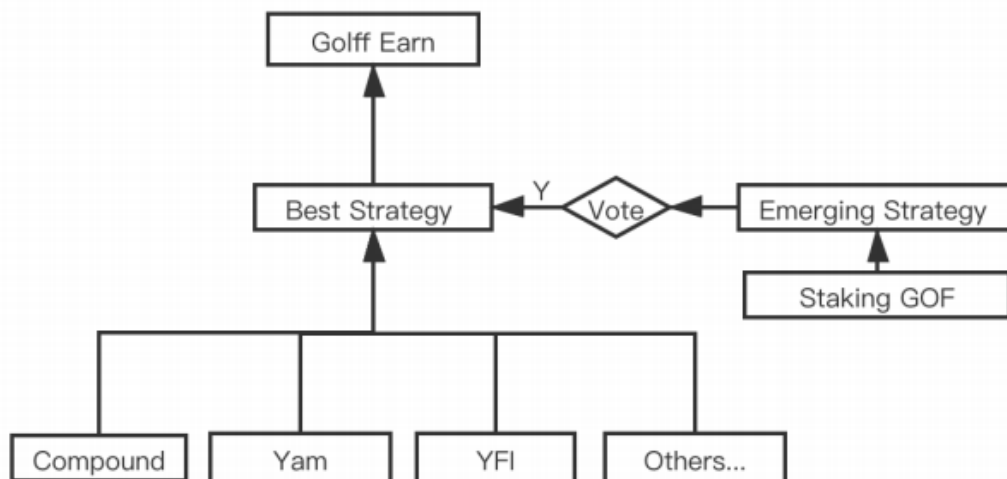 Golff Earn
Best Strategy
Y
Vote
Emerging Strategy
Staking GOF
Compound
Yam
YFI
Others...